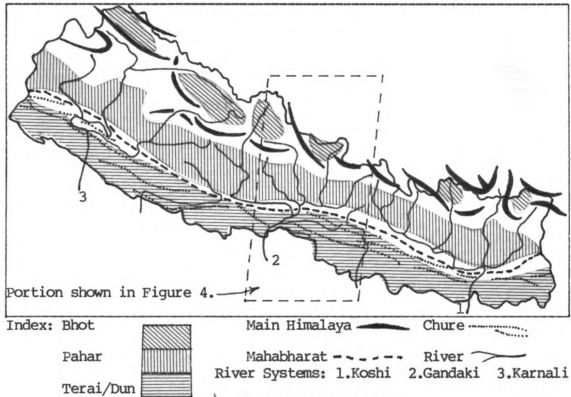 3
2
1
Portion shown in Figure 4.
Index: Bhot Main Himalaya Chure
Pahar Mahabharat River
River Systems: 1.Koshi 2.Gandaki 3.Karnali
Terai/Dun